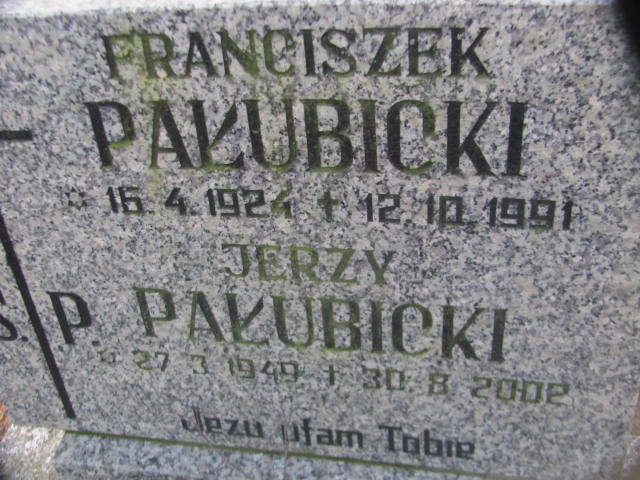 FRANCISZEK
PAŁUBICKI
¤ 16.4.1924 † 12.10.1991
JERZY
Ś. P. PAŁUBICKI
¤ 27 3 1949 † 30.8.2002
Jezu ufam Tobie